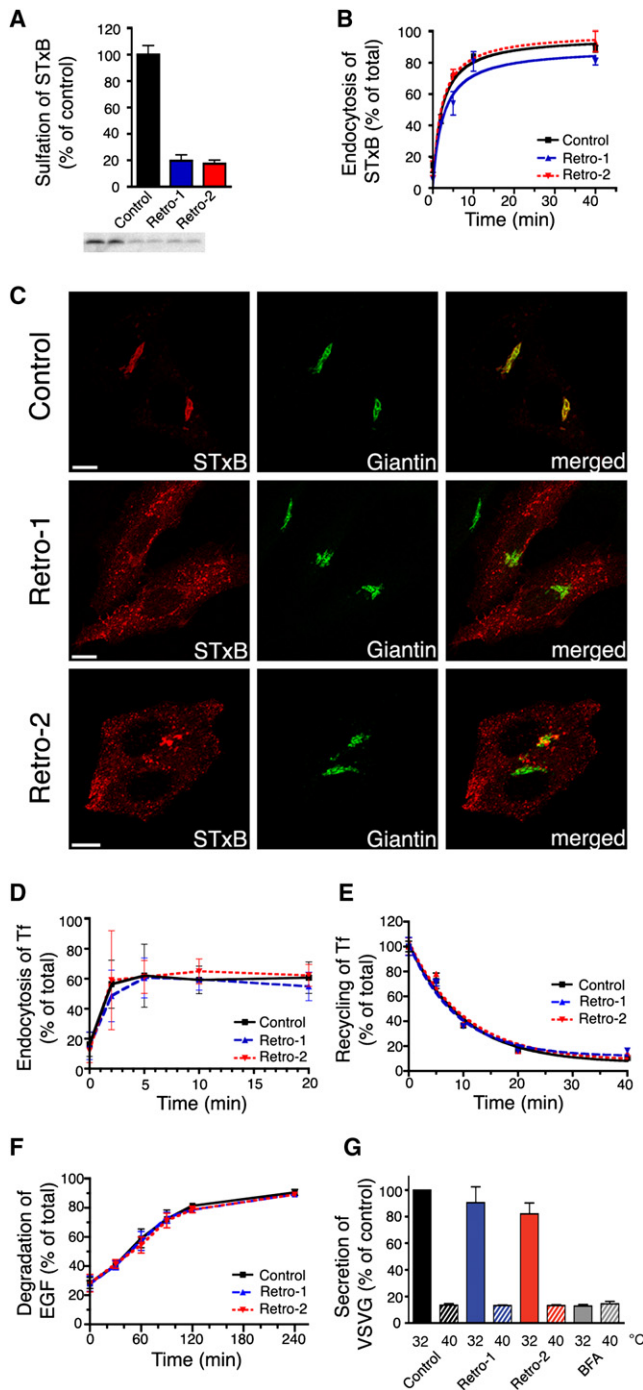 A
Sulfation of STxB
(% of control)
120
100
80
60
40
20
0
Control
Retro-1
Retro-2
B
Endocytosis of
STxB (% of total)
100
80
60
40
20
0
0 10 20 30 40
Time (min)
Control
Retro-1
Retro-2
C
Control
STxB
Giantin
merged
Retro-1
STxB
Giantin
merged
Retro-2
STxB
Giantin
merged
D
Endocytosis of Tf
(% of total)
100
80
60
40
20
0
0 5 10 15 20
Time (min)
Control
Retro-1
Retro-2
E
Recycling of Tf
(% of total)
120
100
80
60
40
20
0
0 10 20 30 40
Time (min)
Control
Retro-1
Retro-2
F
Degradation of
EGF (% of total)
100
80
60
40
20
0
0 60 120 180 240
Time (min)
Control
Retro-1
Retro-2
G
Secretion of
VSVG (% of control)
100
80
60
40
20
0
32 40 32 40 32 40 32 40 °C
Control
Retro-1
Retro-2
BFA